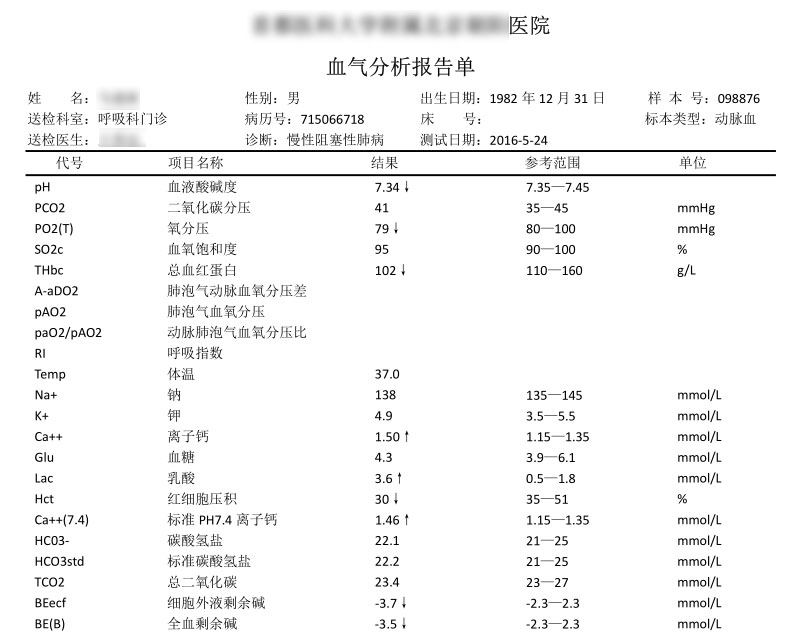 医院
血气分析报告单
姓 名： 性别：男 出生日期：1982 年 12 月 31 日 样 本 号：098876
送检科室：呼吸科门诊 病历号：715066718 床 号： 标本类型：动脉血
送检医生： 诊断：慢性阻塞性肺病 测试日期：2016-5-24
代号 项目名称 结果 参考范围 单位
pH 血液酸碱度 7.34↓ 7.35—7.45
PCO2 二氧化碳分压 41 35—45 mmHg
PO2(T) 氧分压 79↓ 80—100 mmHg
SO2c 血氧饱和度 95 90—100 %
THbc 总血红蛋白 102↓ 110—160 g/L
A-aDO2 肺泡气动脉血氧分压差
pAO2 肺泡气血氧分压
paO2/pAO2 动脉肺泡气血氧分压比
RI 呼吸指数
Temp 体温 37.0
Na+ 钠 138 135—145 mmol/L
K+ 钾 4.9 3.5—5.5 mmol/L
Ca++ 离子钙 1.50↑ 1.15—1.35 mmol/L
Glu 血糖 4.3 3.9—6.1 mmol/L
Lac 乳酸 3.6↑ 0.5—1.8 mmol/L
Hct 红细胞压积 30↓ 35—51 %
Ca++(7.4) 标准 PH7.4 离子钙 1.46↑ 1.15—1.35 mmol/L
HC03- 碳酸氢盐 22.1 21—25 mmol/L
HCO3std 标准碳酸氢盐 22.2 21—25 mmol/L
TCO2 总二氧化碳 23.4 23—27 mmol/L
BEecf 细胞外液剩余碱 -3.7↓ -2.3—2.3 mmol/L
BE(B) 全血剩余碱 -3.5↓ -2.3—2.3 mmol/L